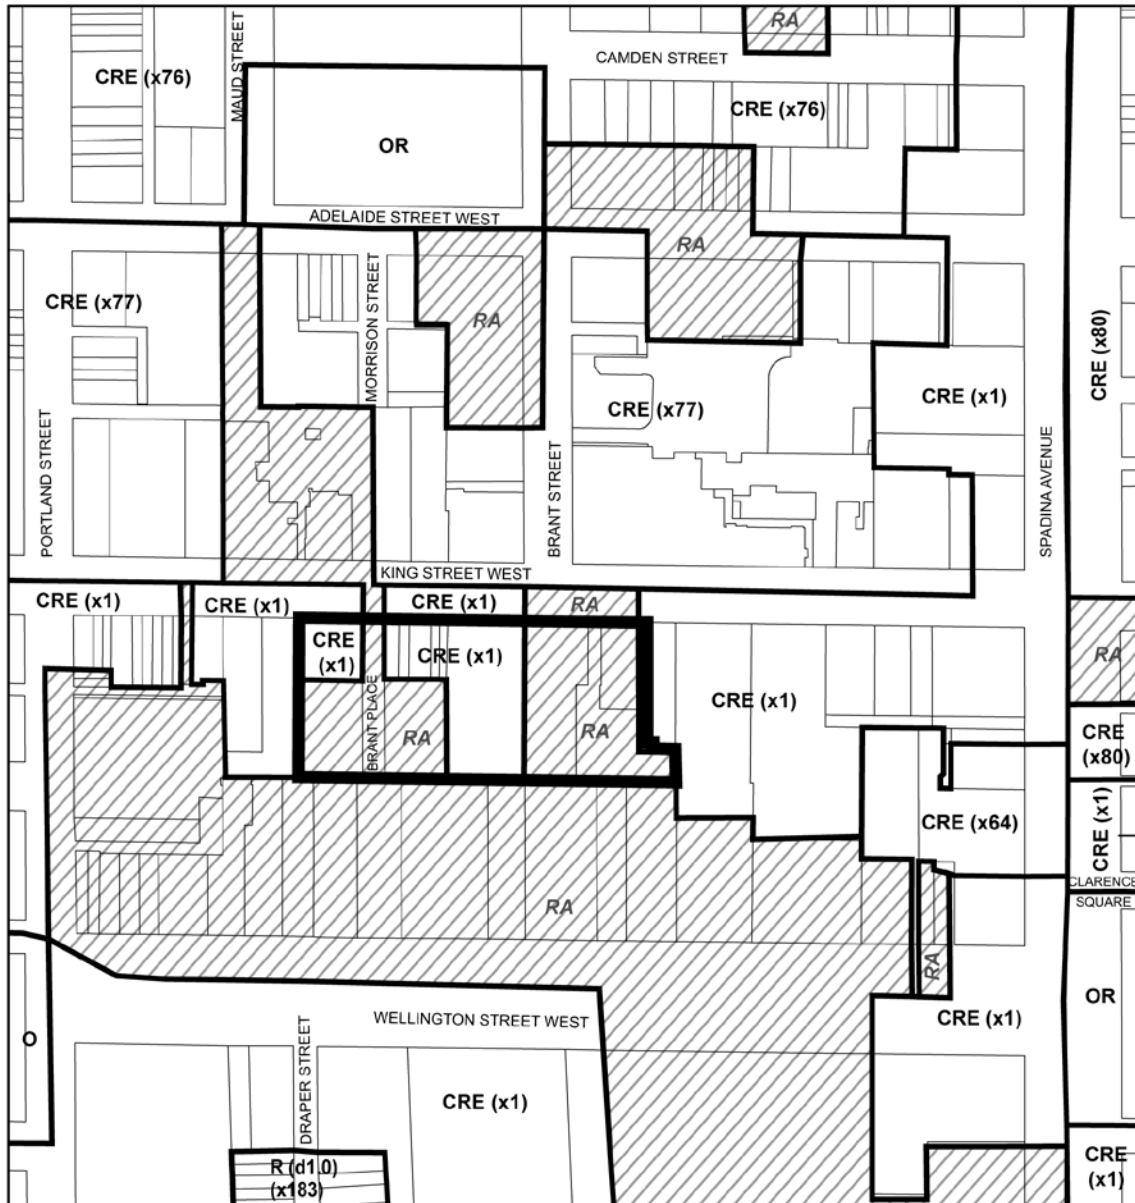 RA
MAUD STREET
CAMDEN STREET
CRE (x76)
CRE (x76)
OR
ADELAIDE STREET WEST
RA
MORRISON STREET
CRE (x77)
RA
CRE (x80)
CRE (x1)
CRE (x77)
PORTLAND STREET
BRANT STREET
SPADINA AVENUE
KING STREET WEST
CRE (x1)
CRE (x1)
CRE (x1)
RA
CRE
(x1)
CRE (x1)
RA
CRE (x1)
BRANT PLACE
RA
RA
CRE
(x80)
CRE (x64)
CRE (x1)
CLARENCE
SQUARE
RA
RA
OR
WELLINGTON STREET WEST
CRE (x1)
O
DRAPER STREET
CRE (x1)
R (d1.0)
(x183)
CRE
(x1)